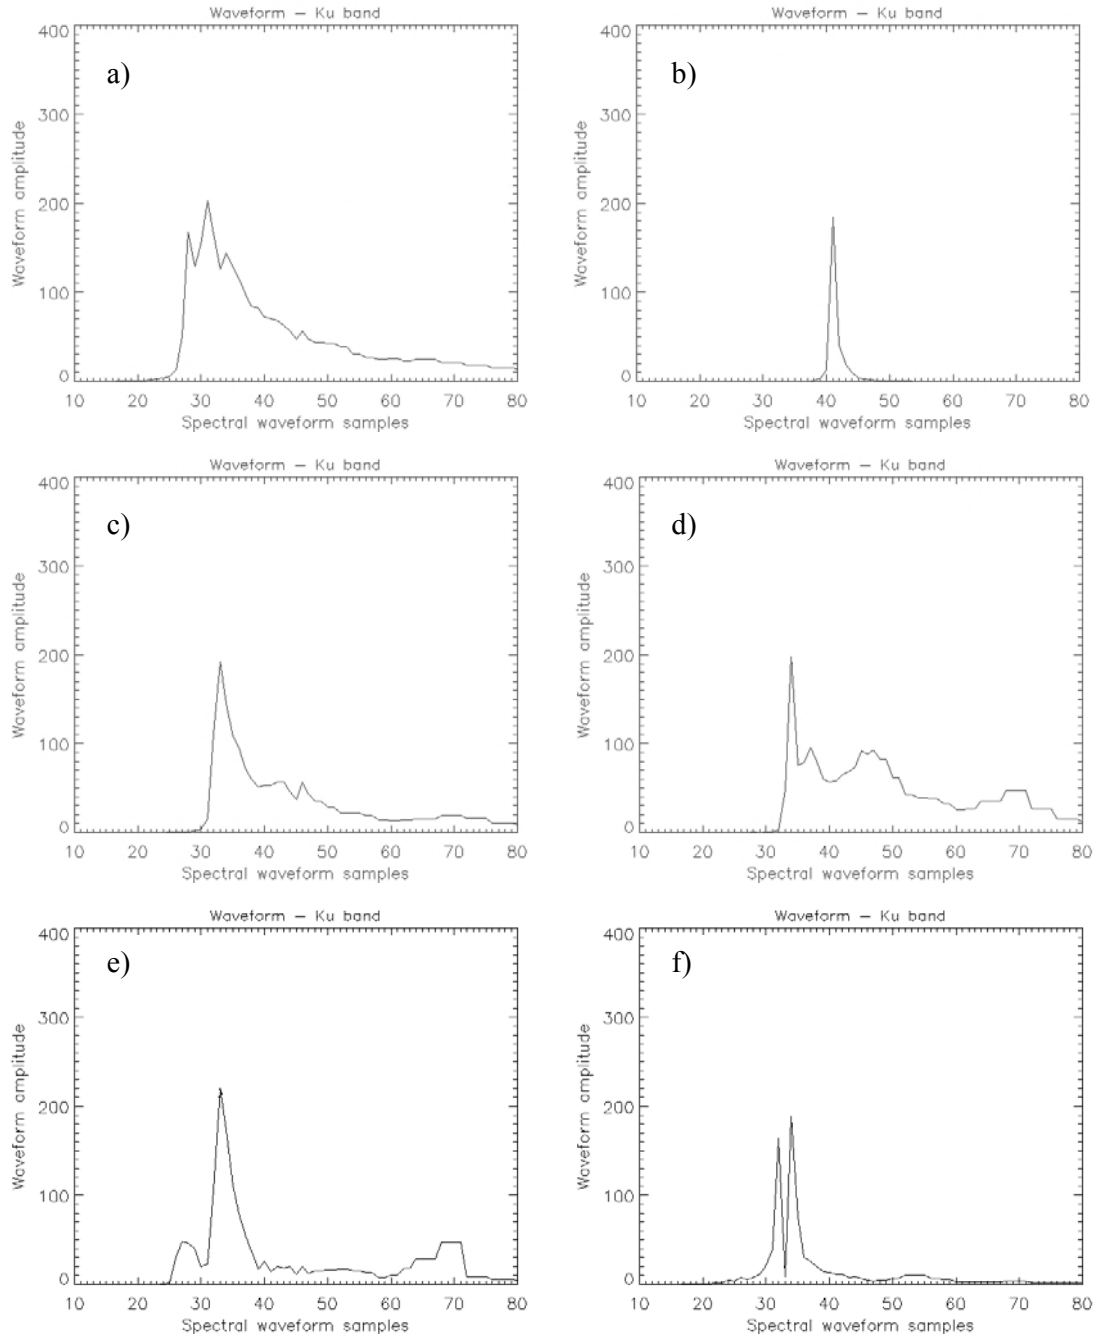 Waveform — Ku band
a)
400
300
200
100
0
Waveform amplitude
10 20 30 40 50 60 70 80
Spectral waveform samples
Waveform — Ku band
b)
400
300
200
100
0
Waveform amplitude
10 20 30 40 50 60 70 80
Spectral waveform samples
Waveform — Ku band
c)
400
300
200
100
0
Waveform amplitude
10 20 30 40 50 60 70 80
Spectral waveform samples
Waveform — Ku band
d)
400
300
200
100
0
Waveform amplitude
10 20 30 40 50 60 70 80
Spectral waveform samples
Waveform — Ku band
e)
400
300
200
100
0
Waveform amplitude
10 20 30 40 50 60 70 80
Spectral waveform samples
Waveform — Ku band
f)
400
300
200
100
0
Waveform amplitude
10 20 30 40 50 60 70 80
Spectral waveform samples